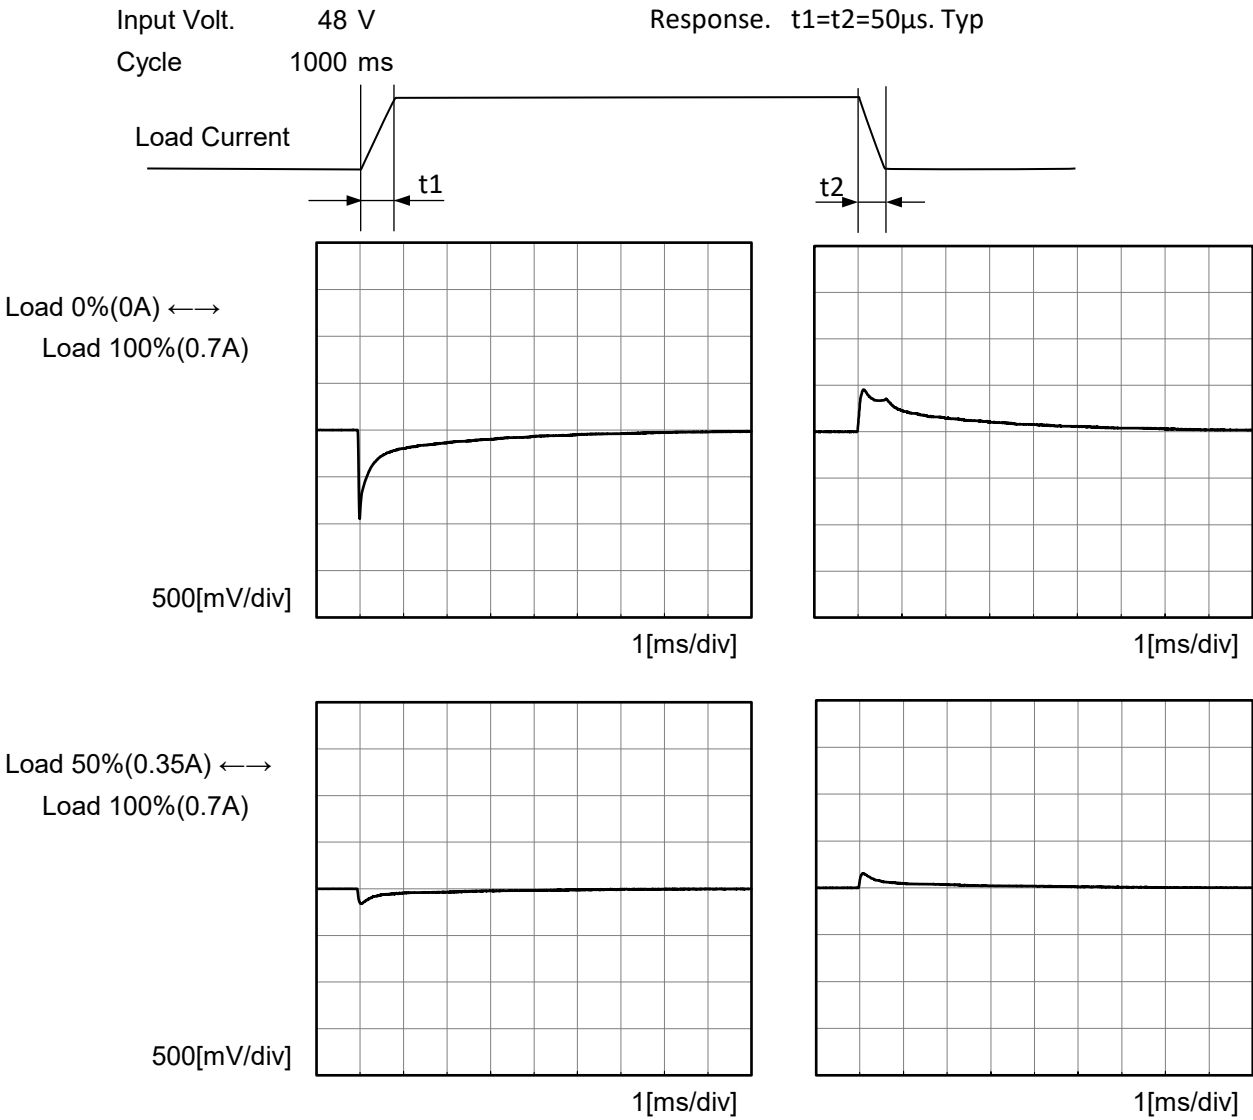 Input Volt. 48 V Response. t1=t2=50µs. Typ
Cycle 1000 ms
Load Current
t1
t2
Load 0%(0A) ←→
Load 100%(0.7A)
500[mV/div]
1[ms/div]
1[ms/div]
Load 50%(0.35A) ←→
Load 100%(0.7A)
500[mV/div]
1[ms/div]
1[ms/div]